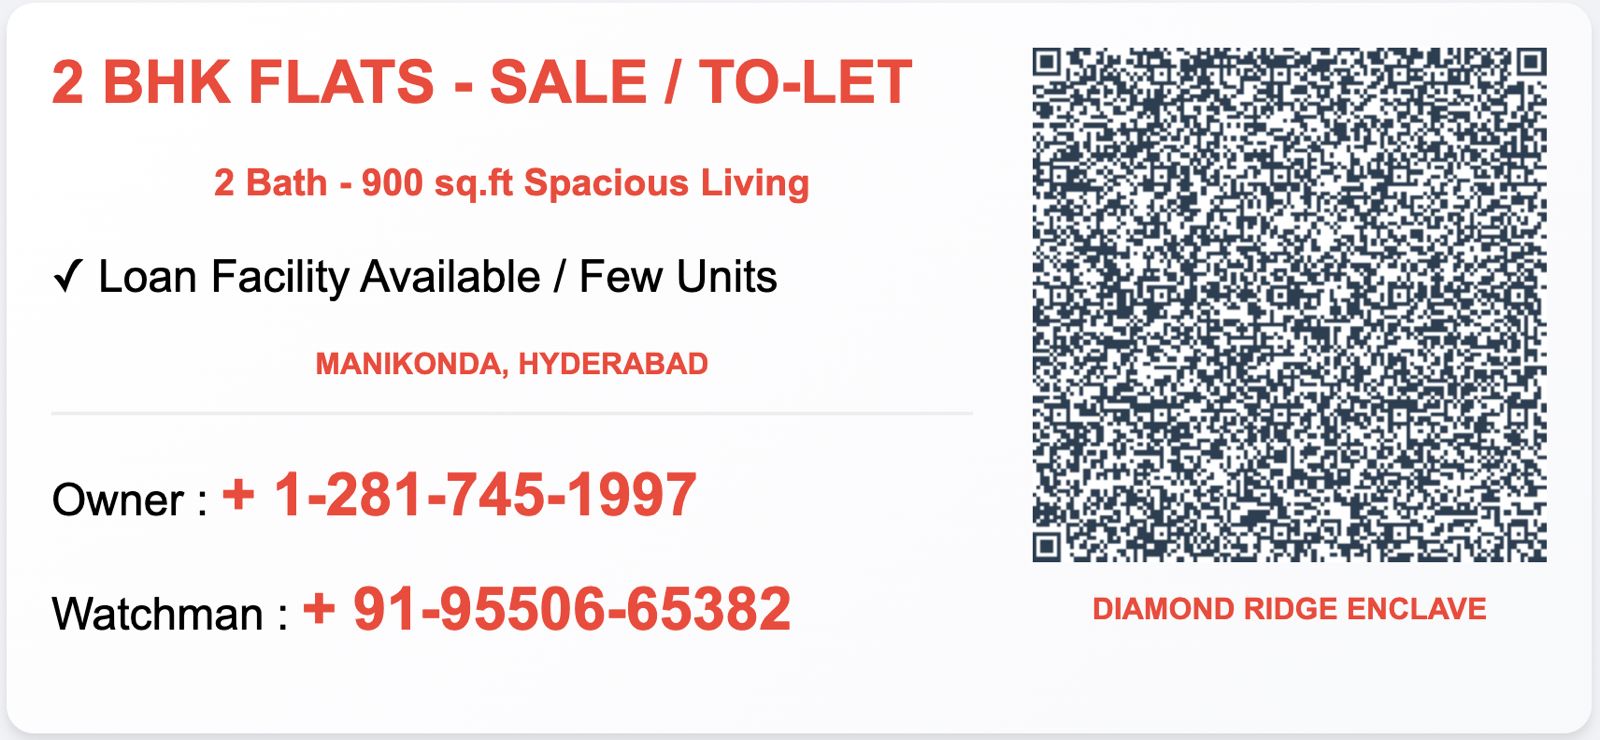 2 BHK FLATS - SALE / TO-LET
2 Bath - 900 sq.ft Spacious Living
✓ Loan Facility Available / Few Units
MANIKONDA, HYDERABAD
Owner : + 1-281-745-1997
Watchman : + 91-95506-65382
DIAMOND RIDGE ENCLAVE